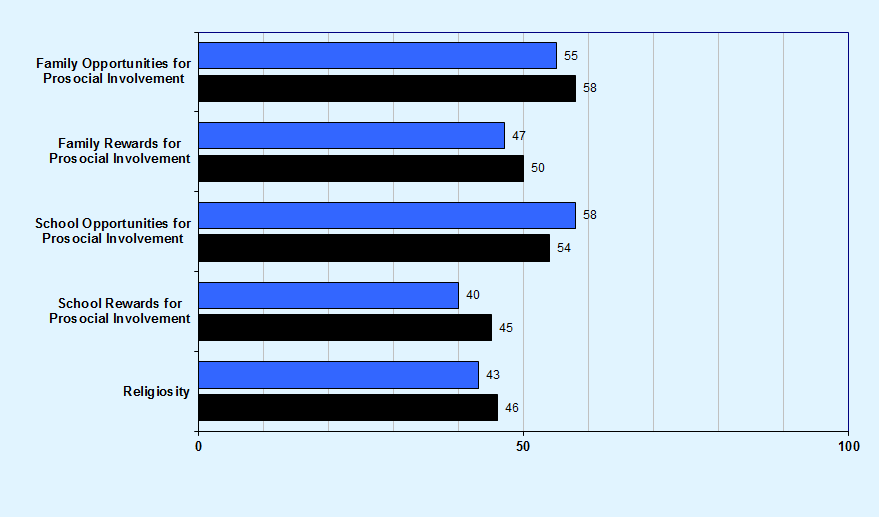 Family Opportunities for
Prosocial Involvement
55
58
Family Rewards for
Prosocial Involvement
47
50
School Opportunities for
Prosocial Involvement
58
54
School Rewards for
Prosocial Involvement
40
45
Religiosity
43
46
0 50 100